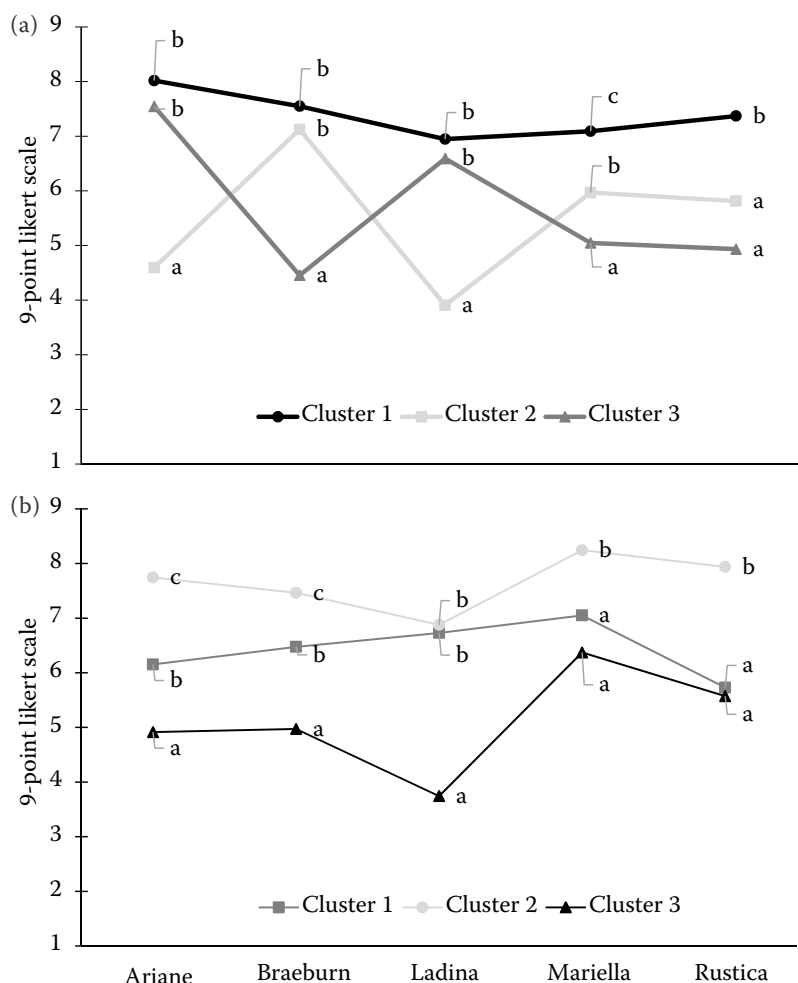 (a)
9
8
7
6
5
4
3
2
1
9-point likert scale
b b b c b
b b b b a
a a a a a
Cluster 1 Cluster 2 Cluster 3
(b)
9
8
7
6
5
4
3
2
1
9-point likert scale
c c b b b
b b b a a
a a a a a
Cluster 1 Cluster 2 Cluster 3
Ariane Braeburn Ladina Mariella Rustica